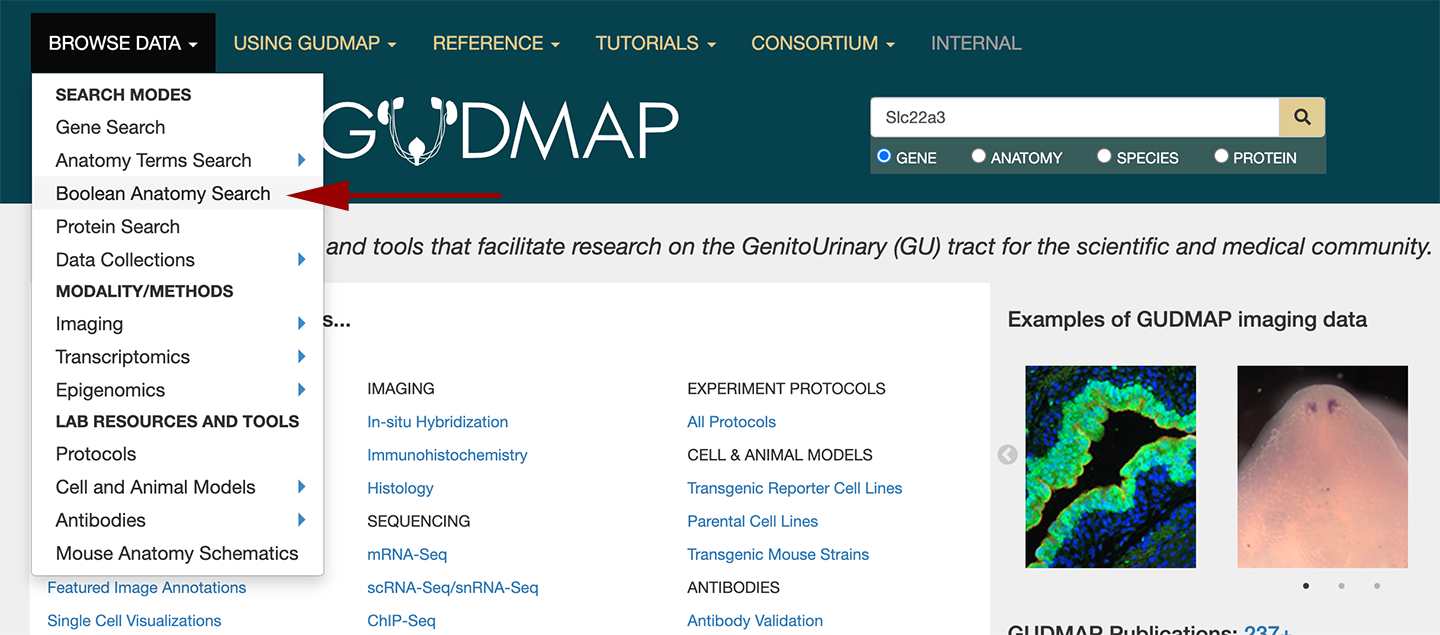 BROWSE DATA
USING GUDMAP
REFERENCE
TUTORIALS
CONSORTIUM
INTERNAL
SEARCH MODES
Gene Search
Anatomy Terms Search
Boolean Anatomy Search
Protein Search
Data Collections
MODALITY/METHODS
Imaging
Transcriptomics
Epigenomics
LAB RESOURCES AND TOOLS
Protocols
Cell and Animal Models
Antibodies
Mouse Anatomy Schematics
GUDMAP
Slc22a3
GENE
ANATOMY
SPECIES
PROTEIN
and tools that facilitate research on the GenitoUrinary (GU) tract for the scientific and medical community.
s...
Featured Image Annotations
Single Cell Visualizations
IMAGING
In-situ Hybridization
Immunohistochemistry
Histology
SEQUENCING
mRNA-Seq
scRNA-Seq/snRNA-Seq
ChIP-Seq
EXPERIMENT PROTOCOLS
All Protocols
CELL & ANIMAL MODELS
Transgenic Reporter Cell Lines
Parental Cell Lines
Transgenic Mouse Strains
ANTIBODIES
Antibody Validation
Examples of GUDMAP imaging data
GUDMAP Publications: 237+